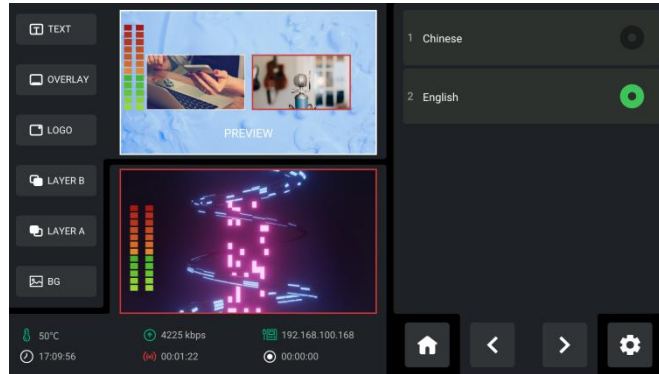 TEXT
OVERLAY
LOGO
LAYER B
LAYER A
BG
PREVIEW
1 Chinese
2 English
50°C
4225 kbps
192.168.100.168
17:09:56
00:01:22
00:00:00